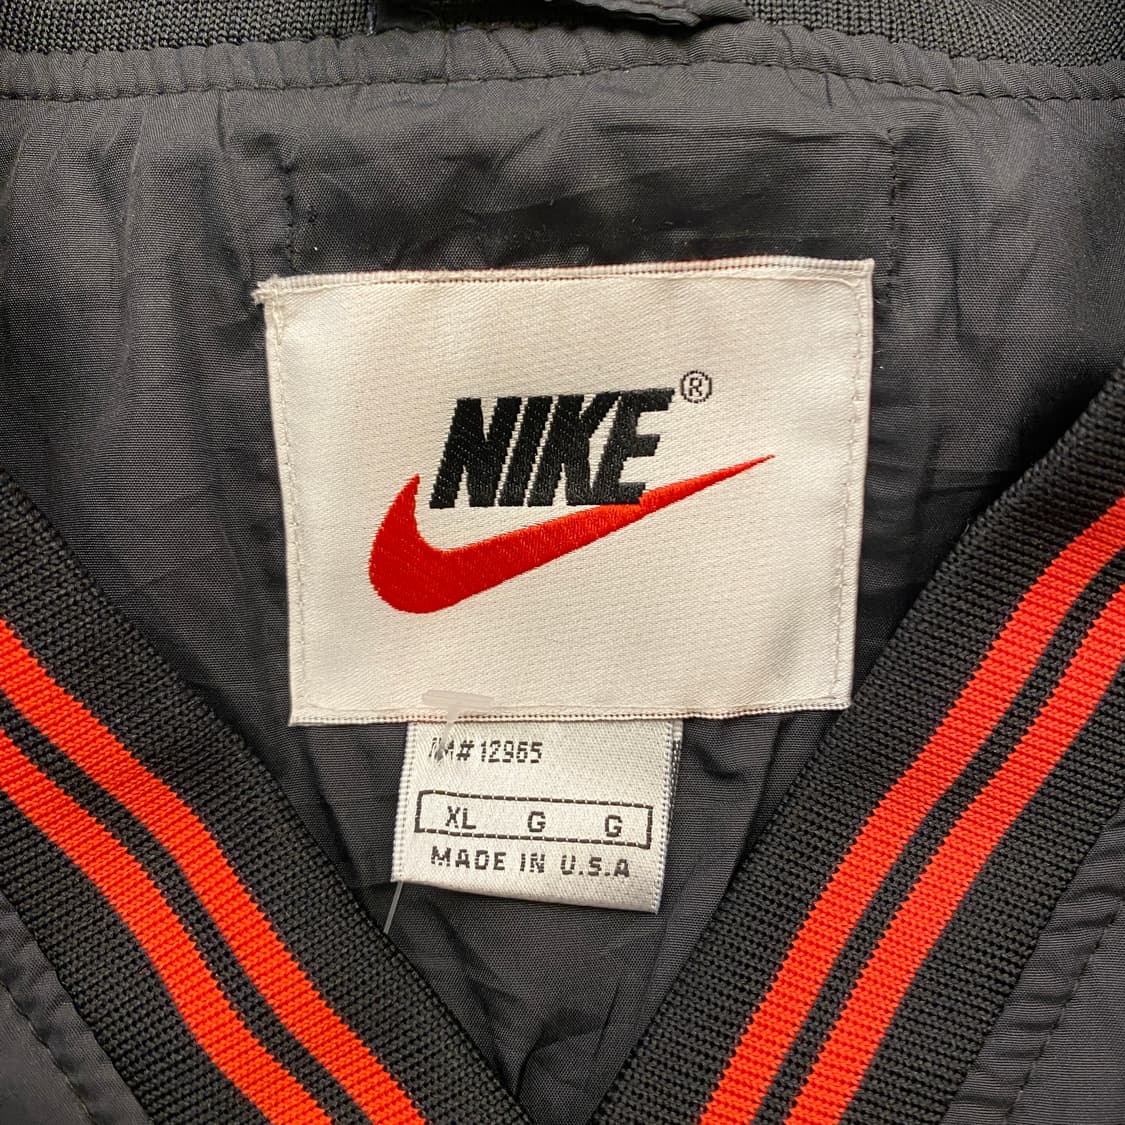 NIKE®
12965
XL G G
MADE IN U.S.A